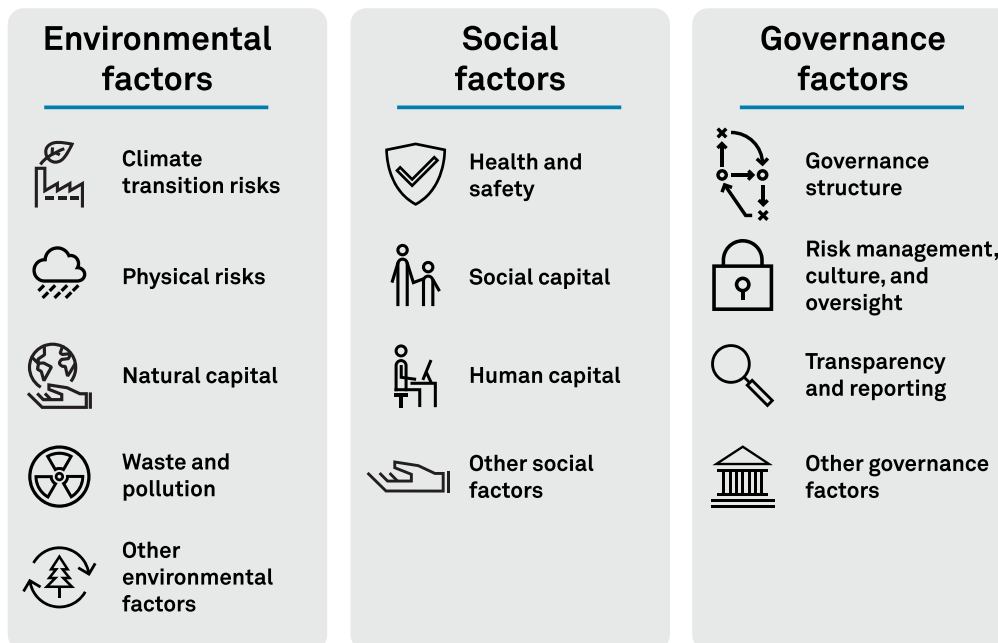 Environmental
factors
Climate
transition risks
Physical risks
Natural capital
Waste and
pollution
Other
environmental
factors
Social
factors
Health and
safety
Social capital
Human capital
Other social
factors
Governance
factors
Governance
structure
Risk management,
culture, and
oversight
Transparency
and reporting
Other governance
factors